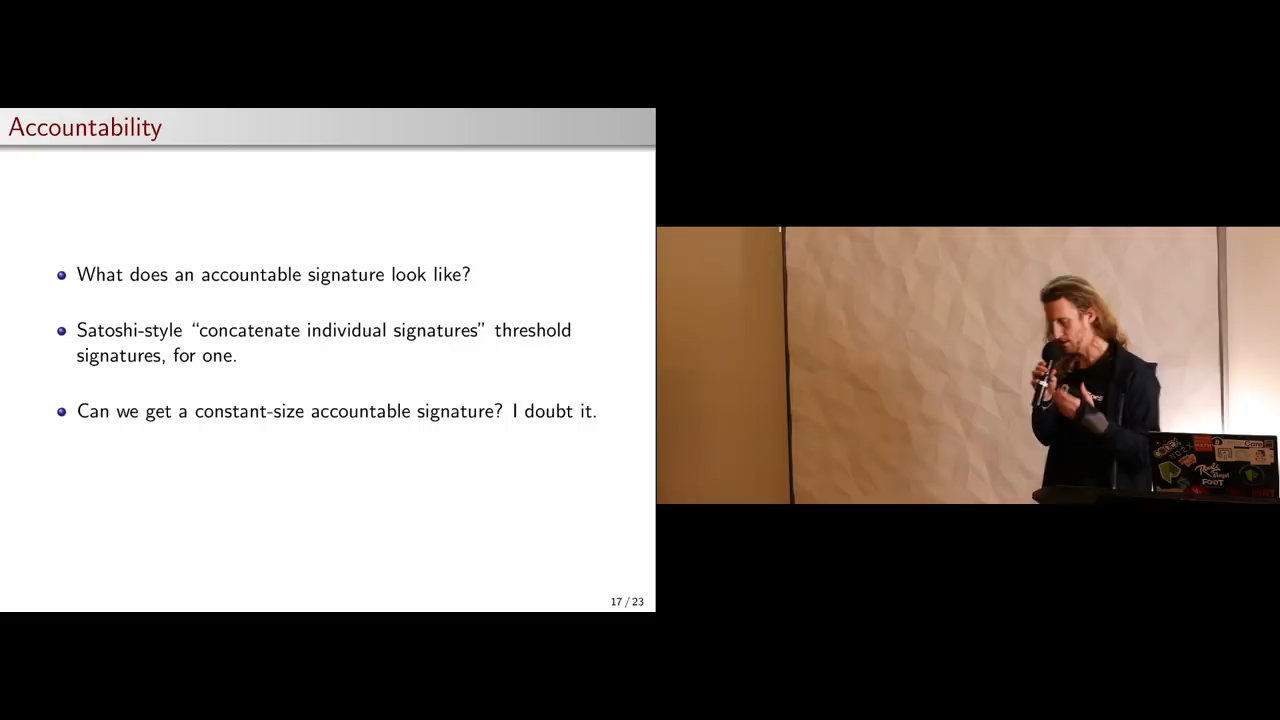 Accountability
What does an accountable signature look like?
Satoshi-style “concatenate individual signatures” threshold
signatures, for one.
Can we get a constant-size accountable signature? I doubt it.
17 / 23
FOOT